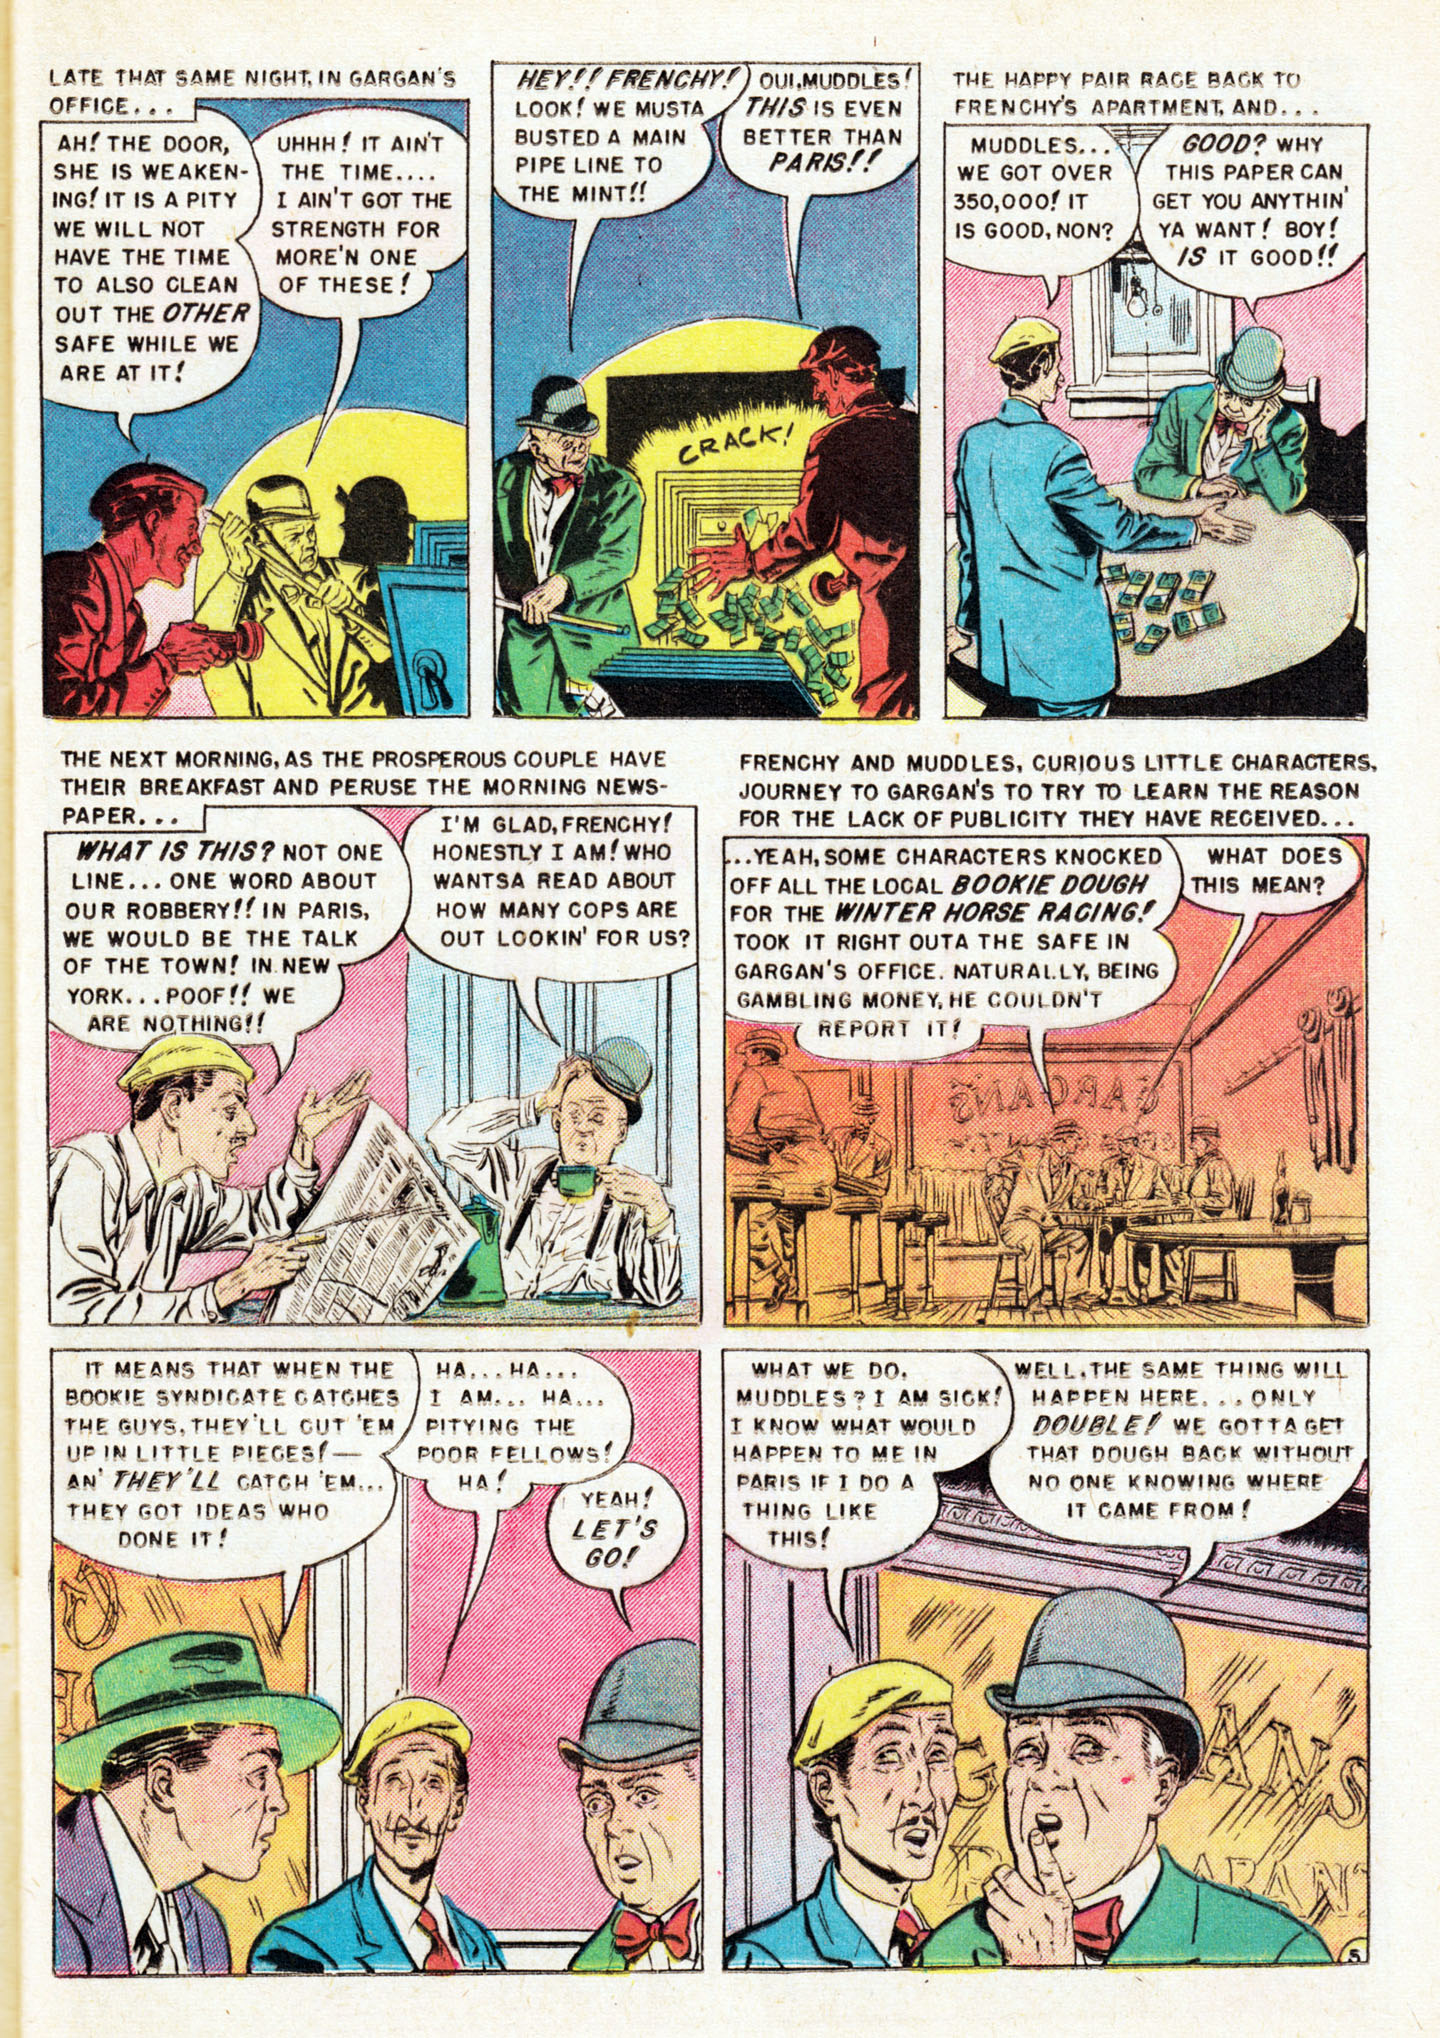 LATE THAT SAME NIGHT, IN GARGAN'S
OFFICE...
AH! THE DOOR,
SHE IS WEAKEN-
ING! IT IS A PITY
WE WILL NOT
HAVE THE TIME
TO ALSO CLEAN
OUT THE OTHER
SAFE WHILE WE
ARE AT IT!
UHHH! IT AIN'T
THE TIME....
I AIN'T GOT THE
STRENGTH FOR
MORE'N ONE
OF THESE!
HEY!! FRENCHY!
LOOK! WE MUSTA
BUSTED A MAIN
PIPE LINE TO
THE MINT!!
OUI, MUDDLES!
THIS IS EVEN
BETTER THAN
PARIS!!
CRACK!
THE HAPPY PAIR RACE BACK TO
FRENCHY'S APARTMENT, AND...
MUDDLES...
WE GOT OVER
350,000! IT
IS GOOD, NON?
GOOD? WHY
THIS PAPER CAN
GET YOU ANYTHIN'
YA WANT! BOY!
IS IT GOOD!!
THE NEXT MORNING, AS THE PROSPEROUS COUPLE HAVE
THEIR BREAKFAST AND PERUSE THE MORNING NEWS-
PAPER...
WHAT IS THIS? NOT ONE
LINE... ONE WORD ABOUT
OUR ROBBERY!! IN PARIS,
WE WOULD BE THE TALK
OF THE TOWN! IN NEW
YORK... POOF!! WE
ARE NOTHING!!
I'M GLAD, FRENCHY!
HONESTLY I AM! WHO
WANTSA READ ABOUT
HOW MANY COPS ARE
OUT LOOKIN' FOR US?
FRENCHY AND MUDDLES, CURIOUS LITTLE CHARACTERS,
JOURNEY TO GARGAN'S TO TRY TO LEARN THE REASON
FOR THE LACK OF PUBLICITY THEY HAVE RECEIVED...
...YEAH, SOME CHARACTERS KNOCKED
OFF ALL THE LOCAL BOOKIE DOUGH
FOR THE WINTER HORSE RACING!
TOOK IT RIGHT OUTA THE SAFE IN
GARGAN'S OFFICE. NATURALLY, BEING
GAMBLING MONEY, HE COULDN'T
REPORT IT!
WHAT DOES
THIS MEAN?
GARGANS
IT MEANS THAT WHEN THE
BOOKIE SYNDICATE CATCHES
THE GUYS, THEY'LL CUT 'EM
UP IN LITTLE PIECES! —
AN' THEY'LL CATCH 'EM...
THEY GOT IDEAS WHO
DONE IT!
HA... HA...
I AM... HA...
PITYING THE
POOR FELLOWS!
HA!
YEAH!
LET'S
GO!
G
WHAT WE DO,
MUDDLES? I AM SICK!
I KNOW WHAT WOULD
HAPPEN TO ME IN
PARIS IF I DO A
THING LIKE
THIS!
WELL, THE SAME THING WILL
HAPPEN HERE... ONLY
DOUBLE! WE GOTTA GET
THAT DOUGH BACK WITHOUT
NO ONE KNOWING WHERE
IT CAME FROM!
G ANS
ARANT
5